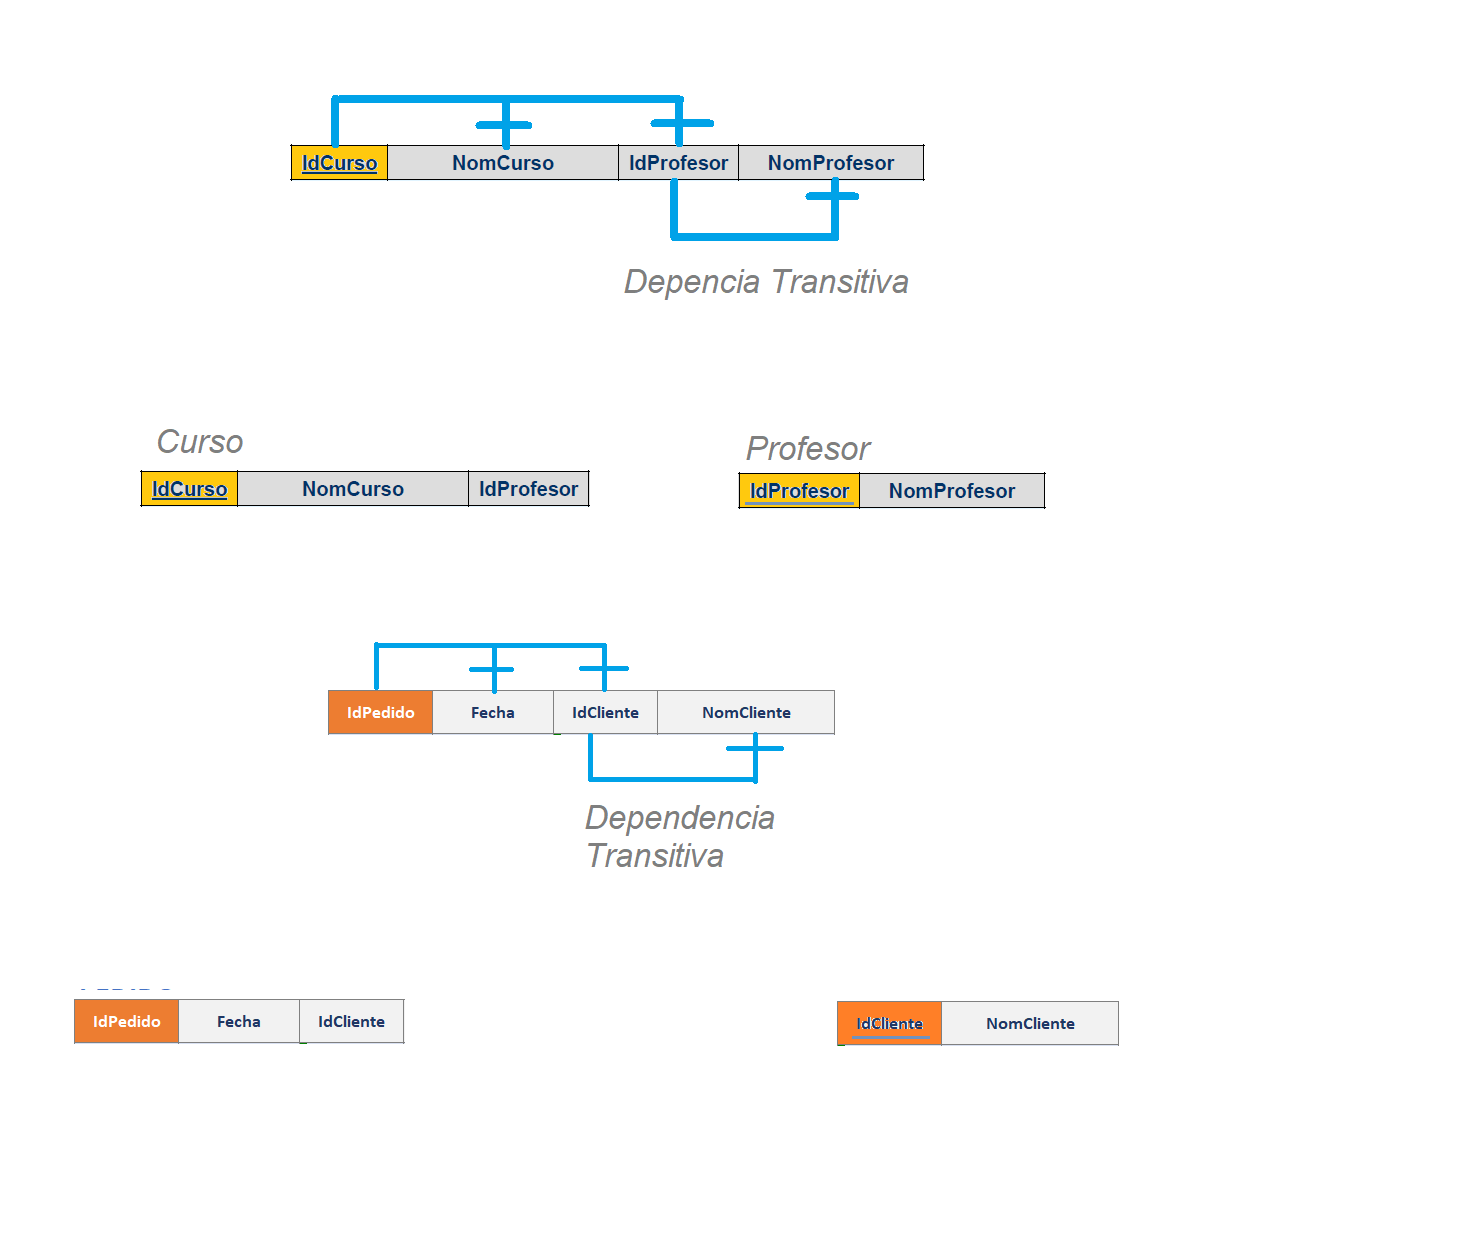 IdCurso NomCurso IdProfesor NomProfesor
Depencia Transitiva
Curso
Profesor
IdCurso NomCurso IdProfesor
IdProfesor NomProfesor
IdPedido Fecha IdCliente NomCliente
Dependencia
Transitiva
IdPedido Fecha IdCliente
IdCliente NomCliente